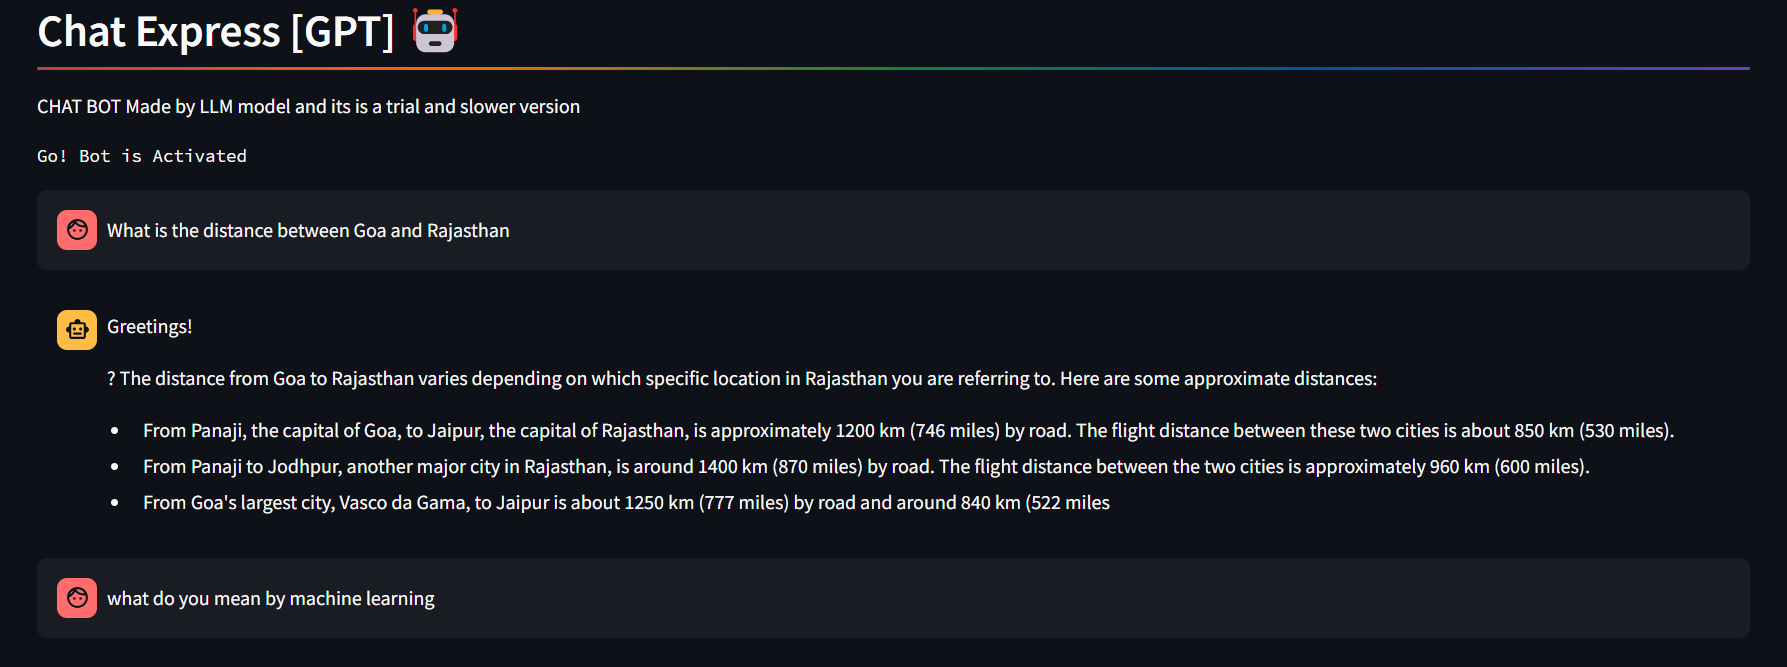 Chat Express [GPT]
CHAT BOT Made by LLM model and its is a trial and slower version
Go! Bot is Activated
What is the distance between Goa and Rajasthan
Greetings!
? The distance from Goa to Rajasthan varies depending on which specific location in Rajasthan you are referring to. Here are some approximate distances:
• From Panaji, the capital of Goa, to Jaipur, the capital of Rajasthan, is approximately 1200 km (746 miles) by road. The flight distance between these two cities is about 850 km (530 miles).
• From Panaji to Jodhpur, another major city in Rajasthan, is around 1400 km (870 miles) by road. The flight distance between the two cities is approximately 960 km (600 miles).
• From Goa's largest city, Vasco da Gama, to Jaipur is about 1250 km (777 miles) by road and around 840 km (522 miles
what do you mean by machine learning